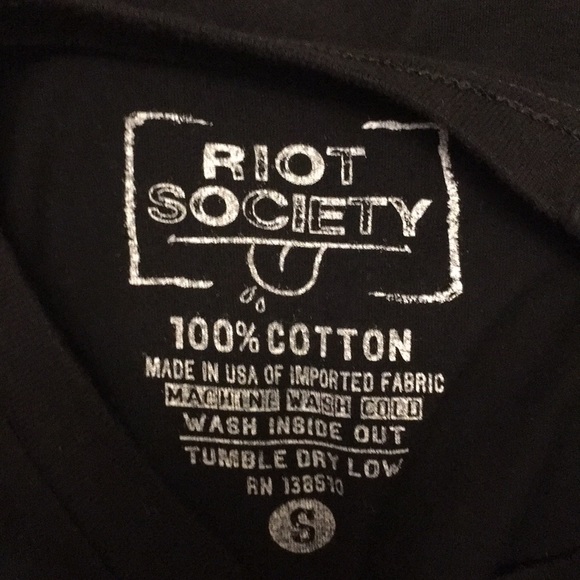 RIOT
SOCIETY
100% COTTON
MADE IN USA OF IMPORTED FABRIC
MACHINE WASH COLD
WASH INSIDE OUT
TUMBLE DRY LOW
RN 138510
S